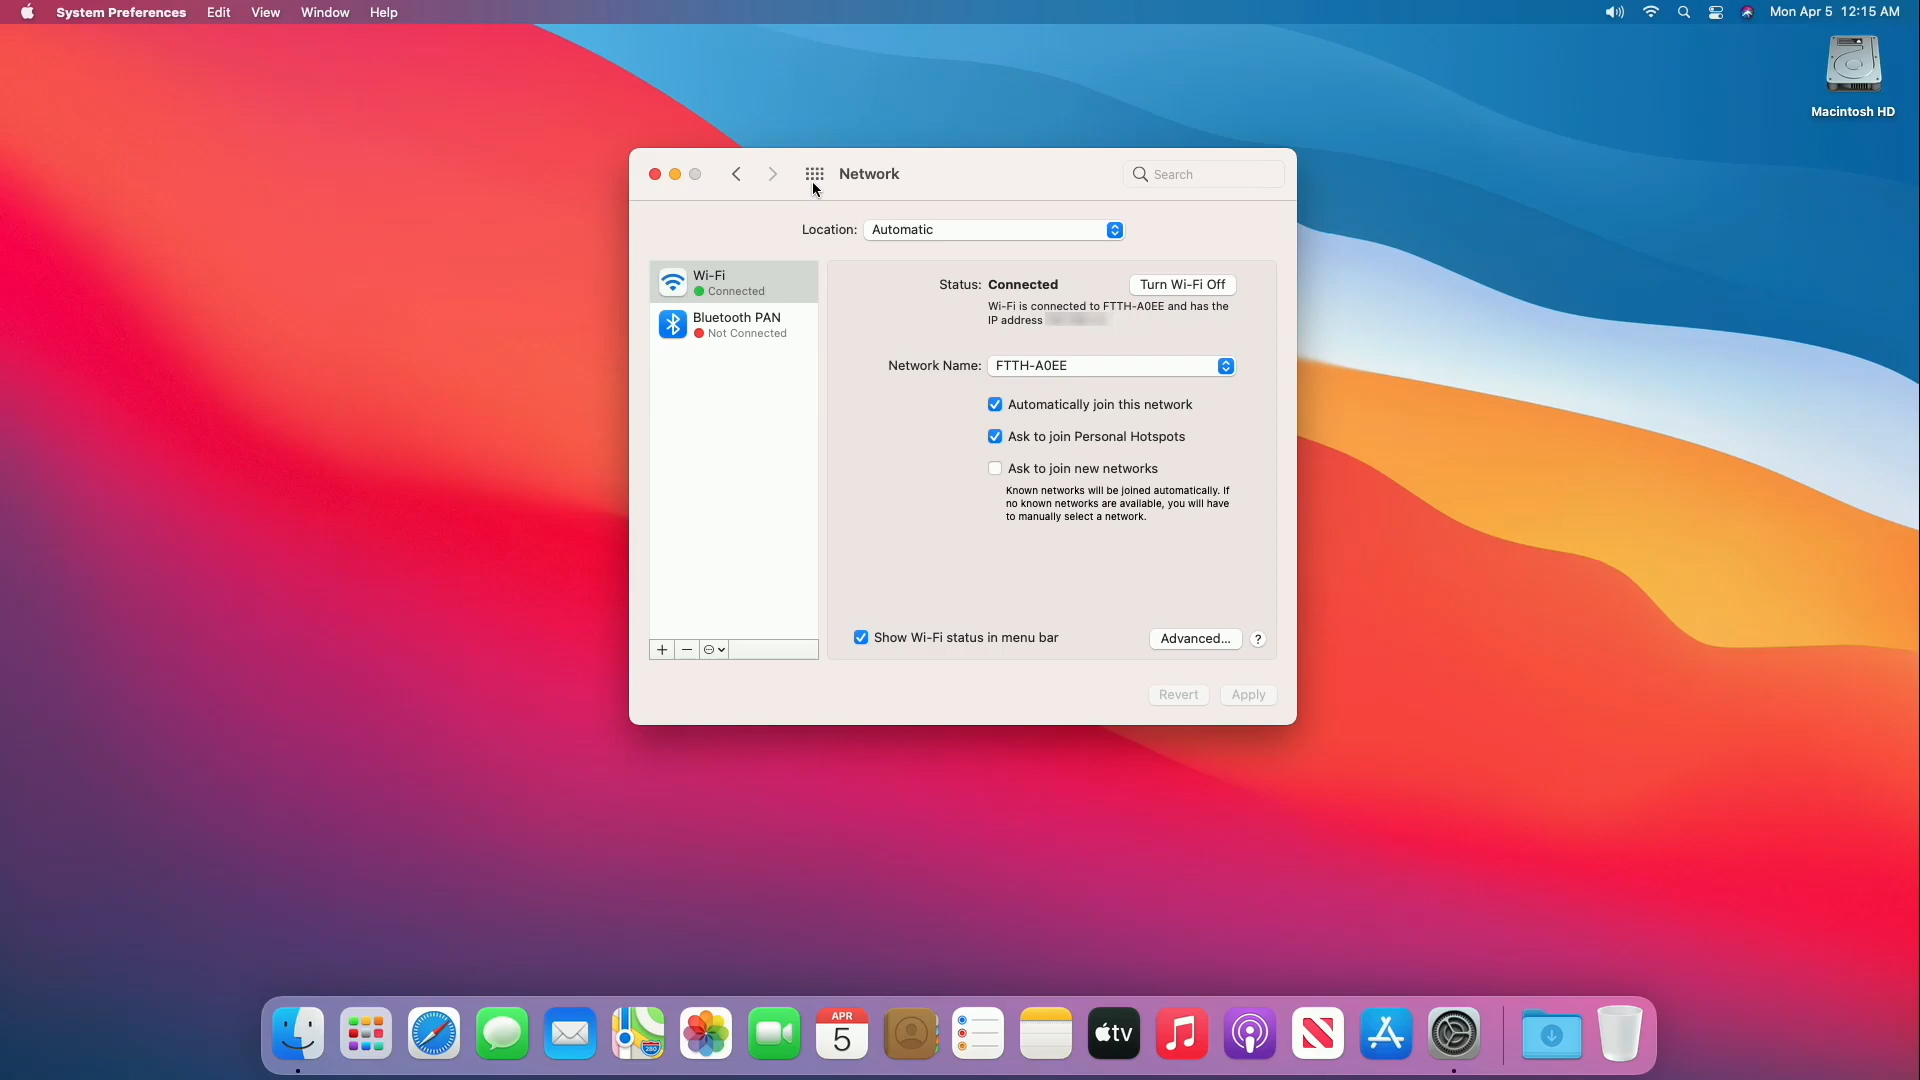 System Preferences Edit View Window Help Mon Apr 5 12:15 AM
Macintosh HD
Network Search
Location: Automatic
Wi-Fi
Connected
Bluetooth PAN
Not Connected
Status: Connected Turn Wi-Fi Off
Wi-Fi is connected to FTTH-A0EE and has the
IP address
Network Name: FTTH-A0EE
Automatically join this network
Ask to join Personal Hotspots
Ask to join new networks
Known networks will be joined automatically. If
no known networks are available, you will have
to manually select a network.
Show Wi-Fi status in menu bar Advanced... ?
Revert Apply
280
APR
5
tv